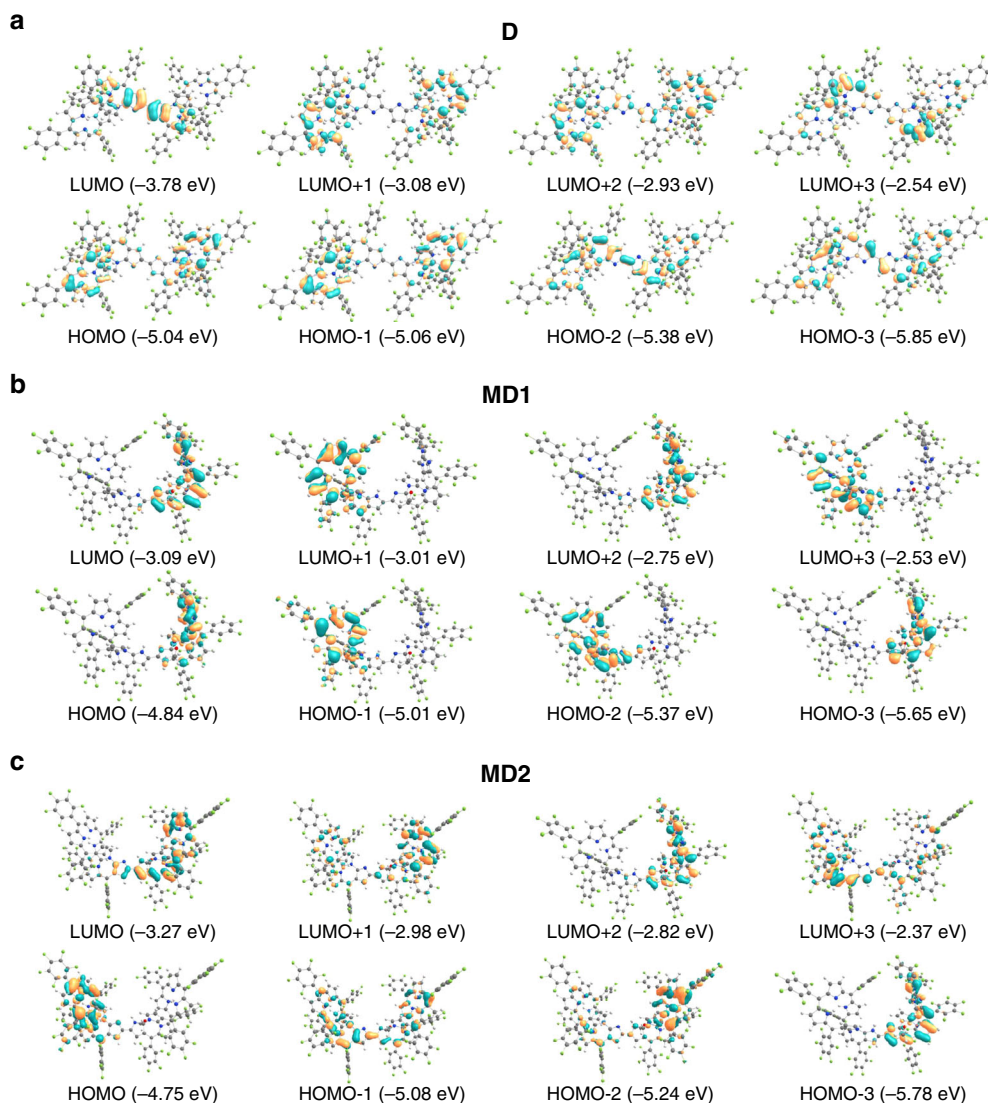 a
D
LUMO (–3.78 eV) LUMO+1 (–3.08 eV) LUMO+2 (–2.93 eV) LUMO+3 (–2.54 eV)
HOMO (–5.04 eV) HOMO-1 (–5.06 eV) HOMO-2 (–5.38 eV) HOMO-3 (–5.85 eV)
b
MD1
LUMO (–3.09 eV) LUMO+1 (–3.01 eV) LUMO+2 (–2.75 eV) LUMO+3 (–2.53 eV)
HOMO (–4.84 eV) HOMO-1 (–5.01 eV) HOMO-2 (–5.37 eV) HOMO-3 (–5.65 eV)
c
MD2
LUMO (–3.27 eV) LUMO+1 (–2.98 eV) LUMO+2 (–2.82 eV) LUMO+3 (–2.37 eV)
HOMO (–4.75 eV) HOMO-1 (–5.08 eV) HOMO-2 (–5.24 eV) HOMO-3 (–5.78 eV)